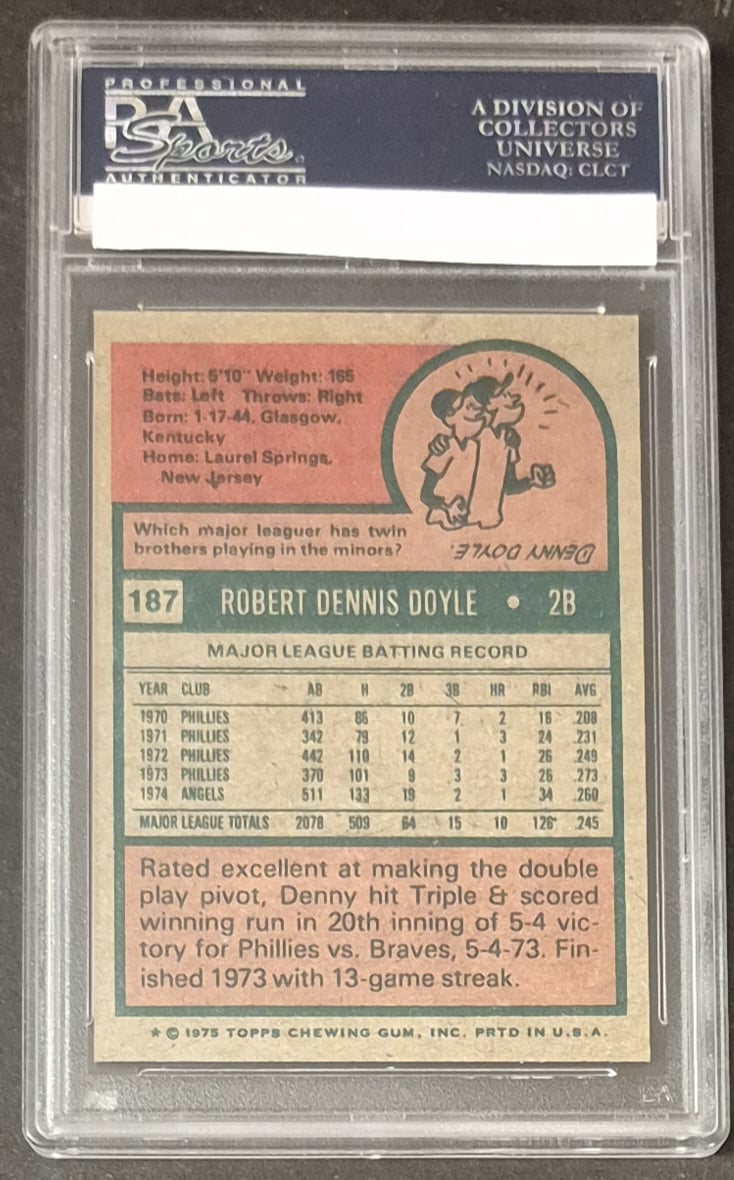 PROFESSIONAL
PSA
Sports
AUTHENTICATOR
A DIVISION OF
COLLECTORS
UNIVERSE
NASDAQ: CLCT
Height: 5'10" Weight: 165
Bats: Left Throws: Right
Born: 1-17-44, Glasgow,
Kentucky
Home: Laurel Springs,
New Jersey
Which major leaguer has twin
brothers playing in the minors?
DENNY DOYLE.
187 ROBERT DENNIS DOYLE • 2B
MAJOR LEAGUE BATTING RECORD
YEAR CLUB AB H 2B 3B HR RBI AVG
1970 PHILLIES 413 86 10 7 2 16 .208
1971 PHILLIES 342 79 12 1 3 24 .231
1972 PHILLIES 442 110 14 2 1 26 .249
1973 PHILLIES 370 101 9 3 3 26 .273
1974 ANGELS 511 133 19 2 1 34 .260
MAJOR LEAGUE TOTALS 2078 509 64 15 10 126 .245
Rated excellent at making the double
play pivot, Denny hit Triple & scored
winning run in 20th inning of 5-4 vic-
tory for Phillies vs. Braves, 5-4-73. Fin-
ished 1973 with 13-game streak.
★ © 1975 TOPPS CHEWING GUM, INC. PRTD IN U.S.A.